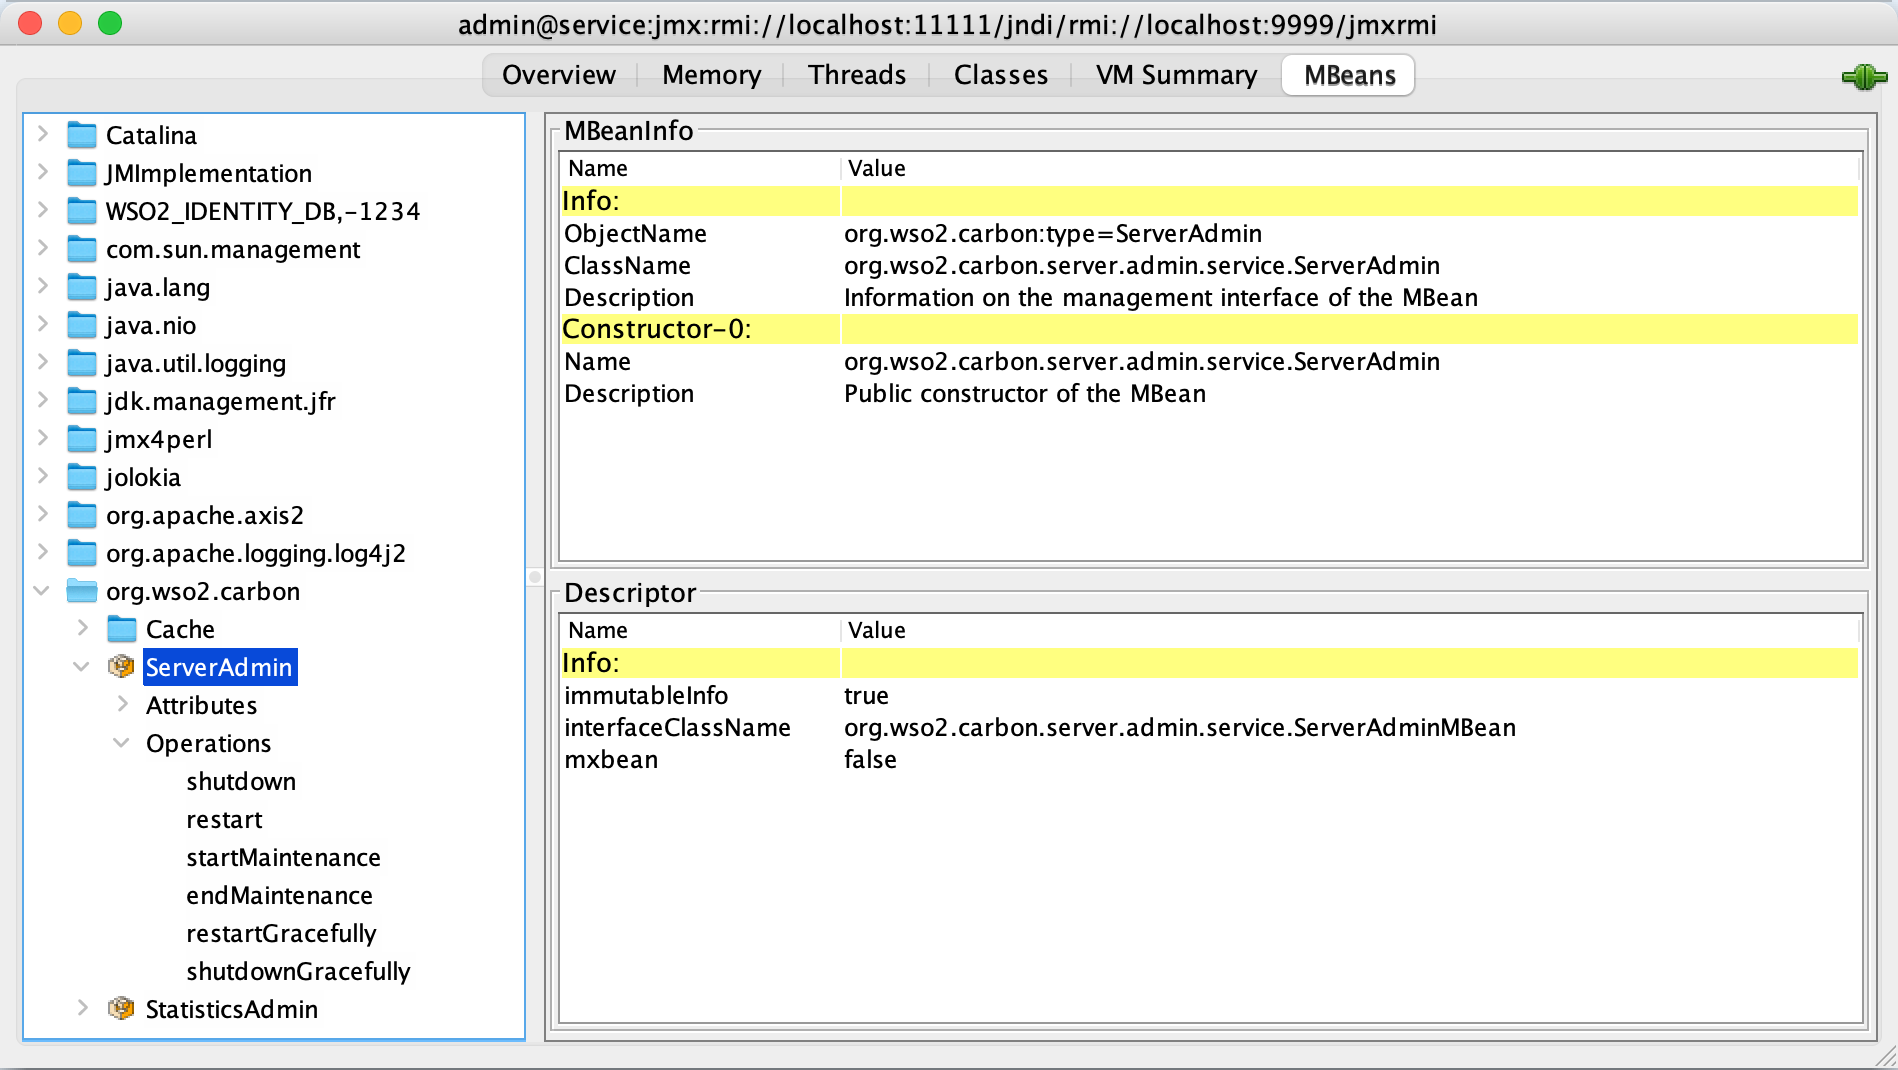 admin@service:jmx:rmi://localhost:11111/jndi/rmi://localhost:9999/jmxrmi
Overview Memory Threads Classes VM Summary MBeans
Catalina
JMImplementation
WSO2_IDENTITY_DB,-1234
com.sun.management
java.lang
java.nio
java.util.logging
jdk.management.jfr
jmx4perl
jolokia
org.apache.axis2
org.apache.logging.log4j2
org.wso2.carbon
Cache
ServerAdmin
Attributes
Operations
shutdown
restart
startMaintenance
endMaintenance
restartGracefully
shutdownGracefully
StatisticsAdmin
MBeanInfo
Name Value
Info:
ObjectName org.wso2.carbon:type=ServerAdmin
ClassName org.wso2.carbon.server.admin.service.ServerAdmin
Description Information on the management interface of the MBean
Constructor-0:
Name org.wso2.carbon.server.admin.service.ServerAdmin
Description Public constructor of the MBean
Descriptor
Name Value
Info:
immutableInfo true
interfaceClassName org.wso2.carbon.server.admin.service.ServerAdminMBean
mxbean false